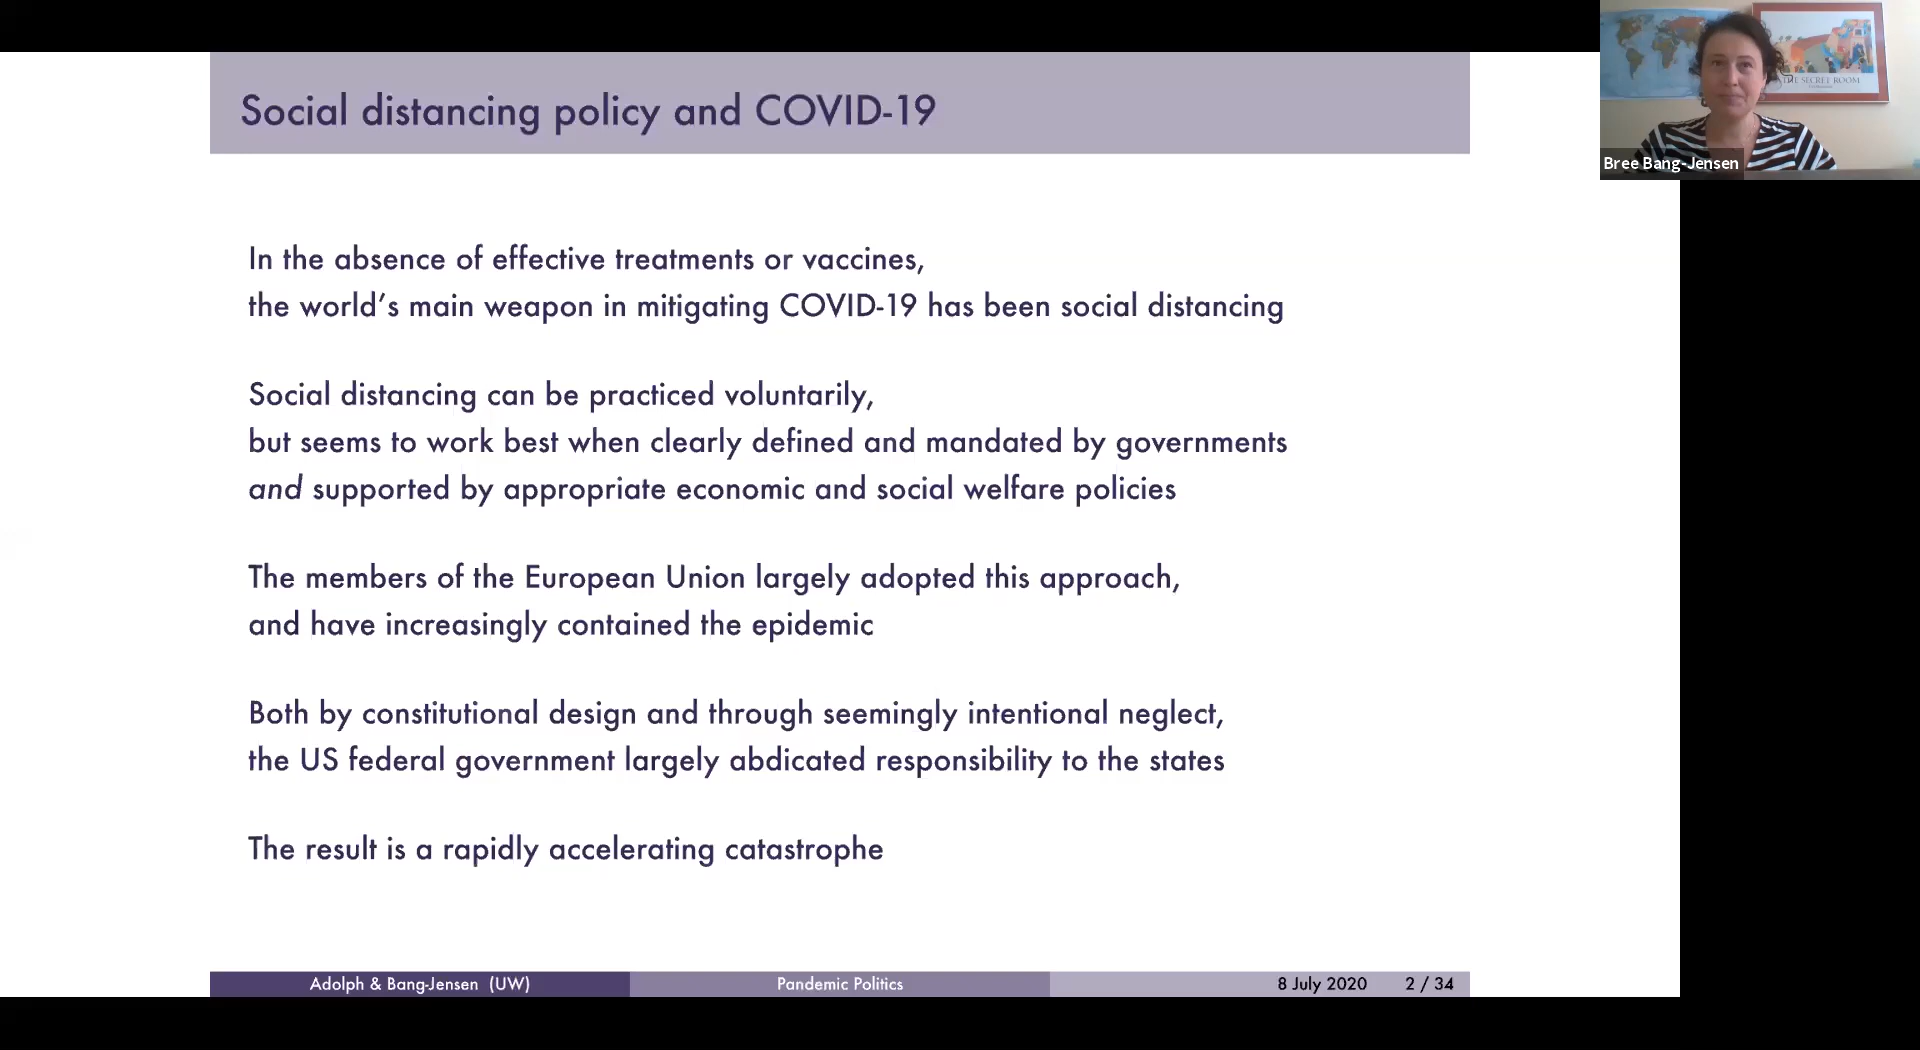 Social distancing policy and COVID-19
In the absence of effective treatments or vaccines,
the world's main weapon in mitigating COVID-19 has been social distancing
Social distancing can be practiced voluntarily,
but seems to work best when clearly defined and mandated by governments
and supported by appropriate economic and social welfare policies
The members of the European Union largely adopted this approach,
and have increasingly contained the epidemic
Both by constitutional design and through seemingly intentional neglect,
the US federal government largely abdicated responsibility to the states
The result is a rapidly accelerating catastrophe
Adolph & Bang-Jensen (UW)
Pandemic Politics
8 July 2020
2 / 34
THE SECRET ROOM
Bree Bang-Jensen